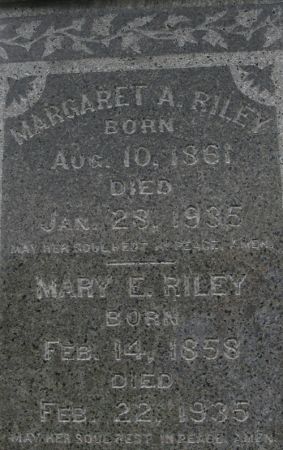 MARGARET A. RILEY
BORN
AUG. 10, 1861
DIED
JAN. 28, 1935
MAY HER SOUL REST IN PEACE. AMEN.
MARY E. RILEY
BORN
FEB. 14, 1858
DIED
FEB. 22, 1935
MAY HER SOUL REST IN PEACE. AMEN.